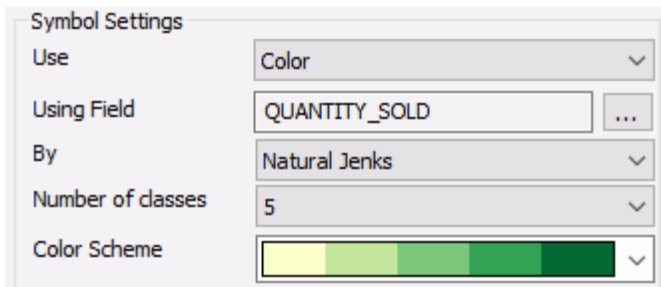 Symbol Settings
Use Color
Using Field QUANTITY_SOLD ...
By Natural Jenks
Number of classes 5
Color Scheme